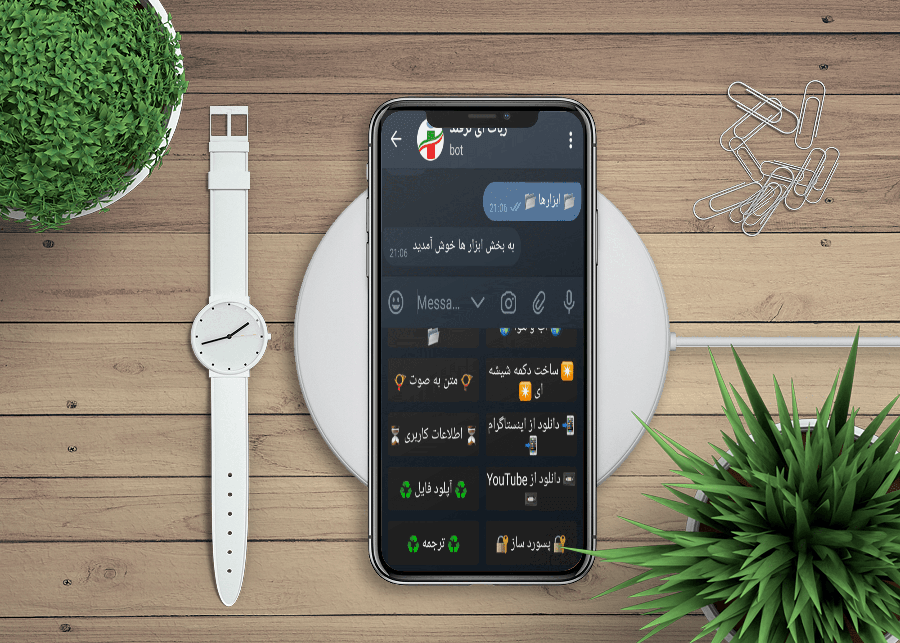 bot
ابزارها
21:06
به بخش ابزار ها خوش آمدید
21:06
Messa...
متن به صوت
ساخت دکمه شیشه
ای
اطلاعات کاربری
دانلود از اینستاگرام
آپلود فایل
دانلود از YouTube
ترجمه
پسورد ساز